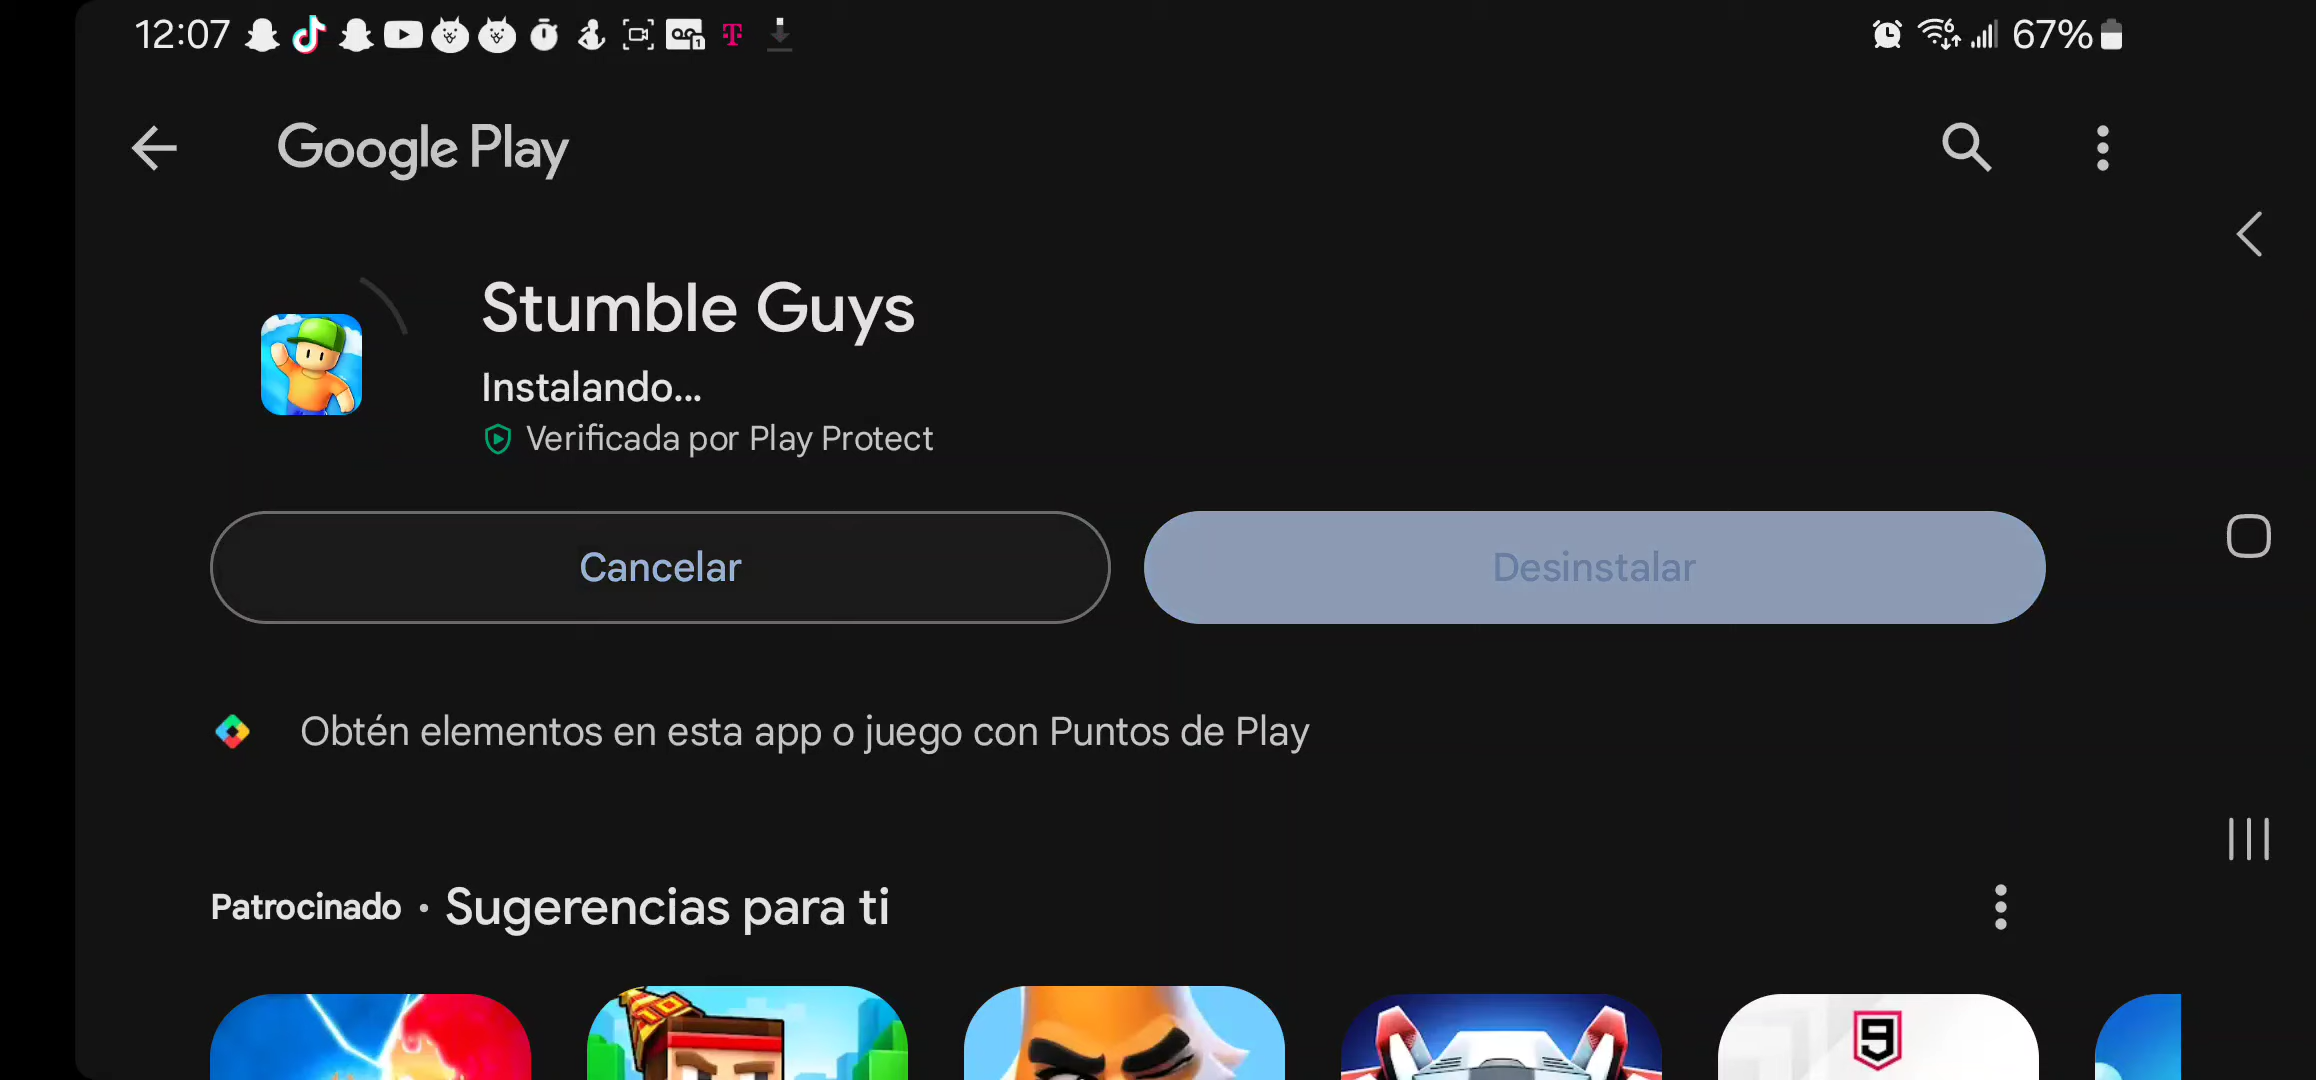 12:07
67%
Google Play
Stumble Guys
Instalando...
Verificada por Play Protect
Cancelar
Desinstalar
Obtén elementos en esta app o juego con Puntos de Play
Patrocinado · Sugerencias para ti
9